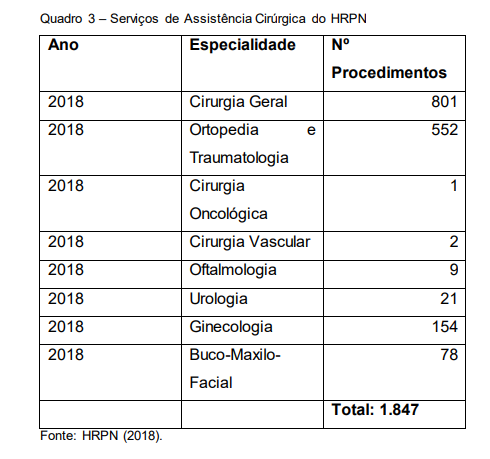 Quadro 3 – Serviços de Assistência Cirúrgica do HRPN
Ano Especialidade Nº
Procedimentos
2018 Cirurgia Geral 801
2018 Ortopedia e 552
Traumatologia
2018 Cirurgia 1
Oncológica
2018 Cirurgia Vascular 2
2018 Oftalmologia 9
2018 Urologia 21
2018 Ginecologia 154
2018 Buco-Maxilo- 78
Facial
Total: 1.847
Fonte: HRPN (2018).